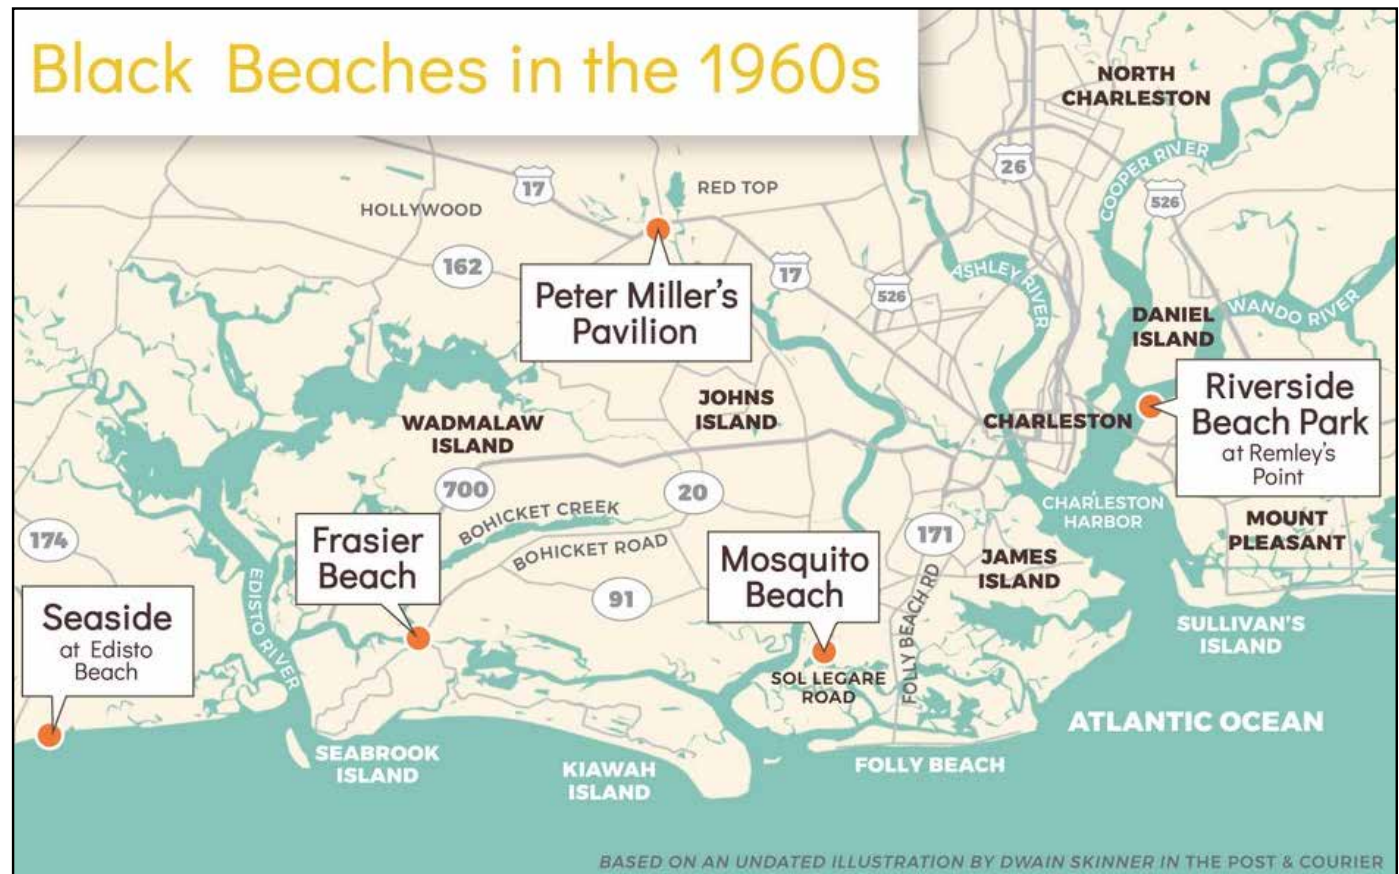 Black Beaches in the 1960s
NORTH
CHARLESTON
COOPER RIVER
26
526
17
RED TOP
HOLLYWOOD
162
17
526
ASHLEY RIVER
WANDO RIVER
Peter Miller's
Pavilion
DANIEL
ISLAND
Riverside
Beach Park
at Remley's
Point
JOHNS
ISLAND
WADMALAW
ISLAND
CHARLESTON
700
20
BOHICKET CREEK
BOHICKET ROAD
CHARLESTON
HARBOR
MOUNT
PLEASANT
174
Frasier
Beach
Mosquito
Beach
171
JAMES
ISLAND
91
EDISTO RIVER
Seaside
at Edisto
Beach
FOLLY BEACH RD
SULLIVAN'S
ISLAND
SOL LEGARE
ROAD
ATLANTIC OCEAN
SEABROOK
ISLAND
KIAWAH
ISLAND
FOLLY BEACH
BASED ON AN UNDATED ILLUSTRATION BY DWAIN SKINNER IN THE POST & COURIER